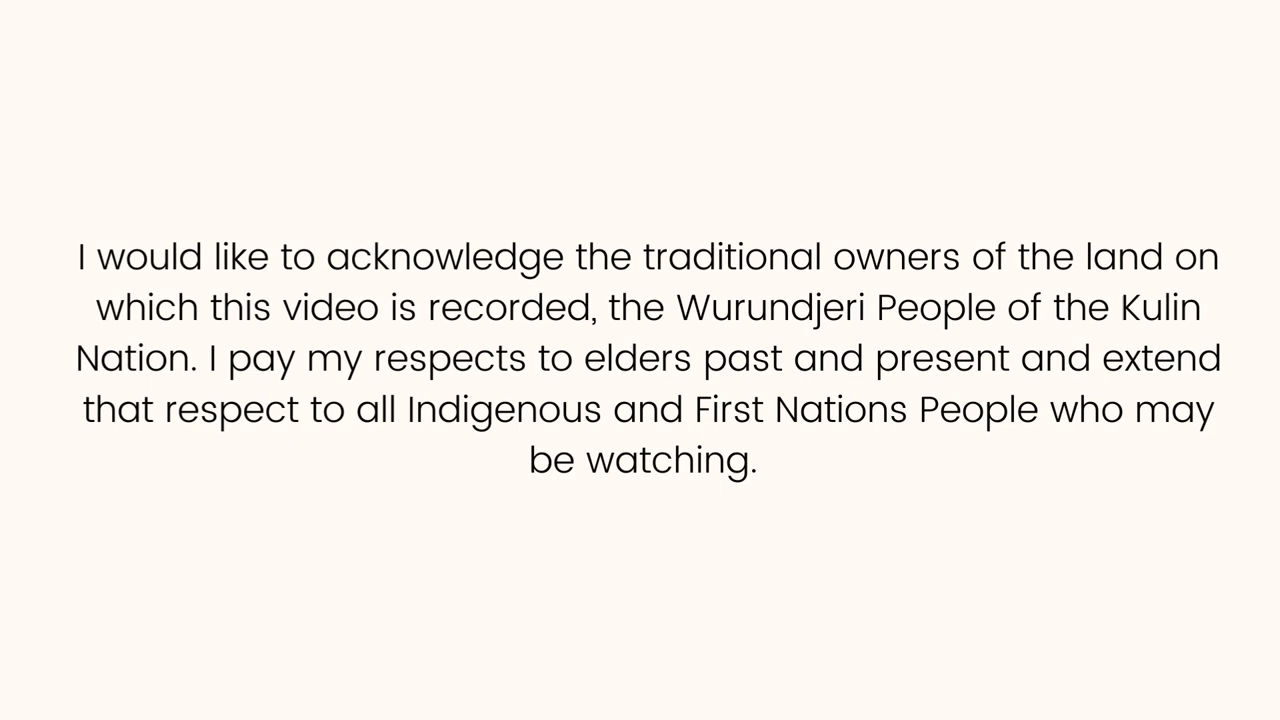 I would like to acknowledge the traditional owners of the land on
which this video is recorded, the Wurundjeri People of the Kulin
Nation. I pay my respects to elders past and present and extend
that respect to all Indigenous and First Nations People who may
be watching.